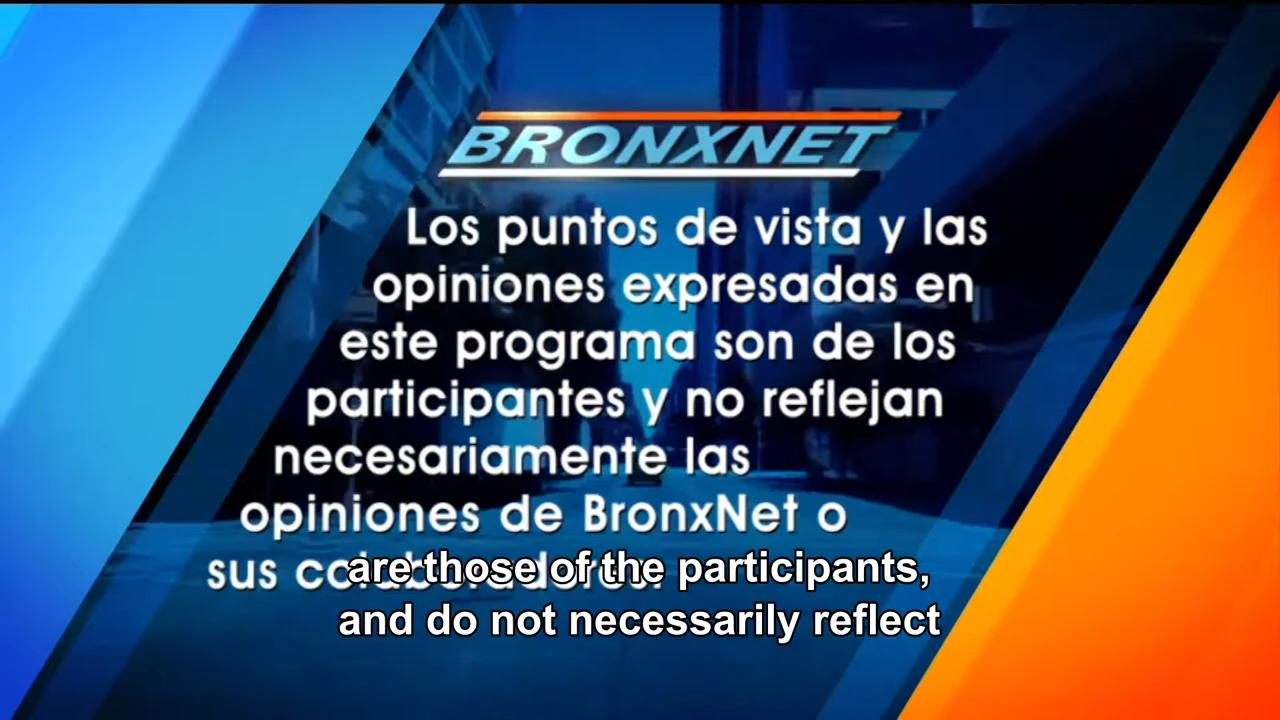 BRONXNET
Los puntos de vista y las
opiniones expresadas en
este programa son de los
participantes y no reflejan
necesariamente las
opiniones de BronxNet o
sus colaboradores.
are those of the participants,
and do not necessarily reflect